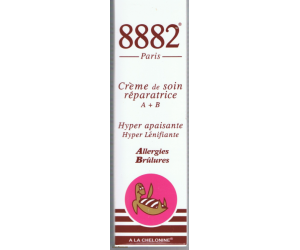 8882®
Paris
Crème de soin
réparatrice
A + B
Hyper apaisante
Hyper Lénifiante
Allergies
Brûlures
A LA CHELONINE